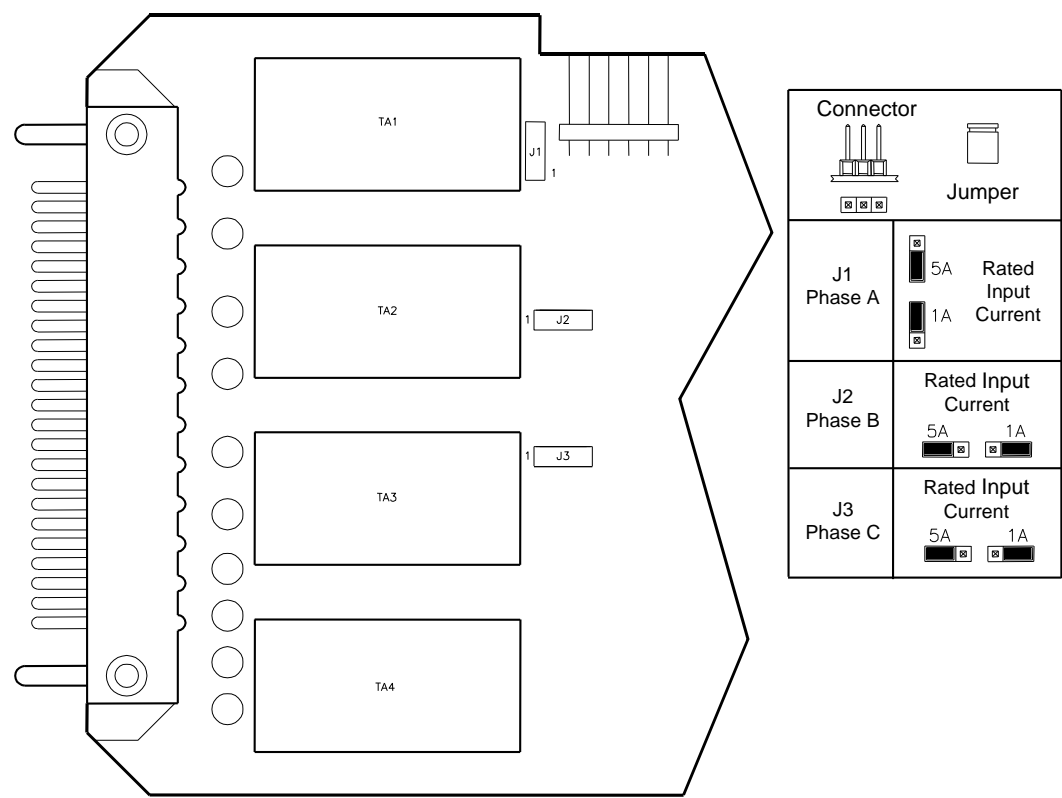 TA1
J1
1
TA2
1 J2
1 J3
TA3
TA4
Connector
Jumper
J1
Phase A
5A
1A
Rated
Input
Current
J2
Phase B
Rated Input
Current
5A 1A
J3
Phase C
Rated Input
Current
5A 1A